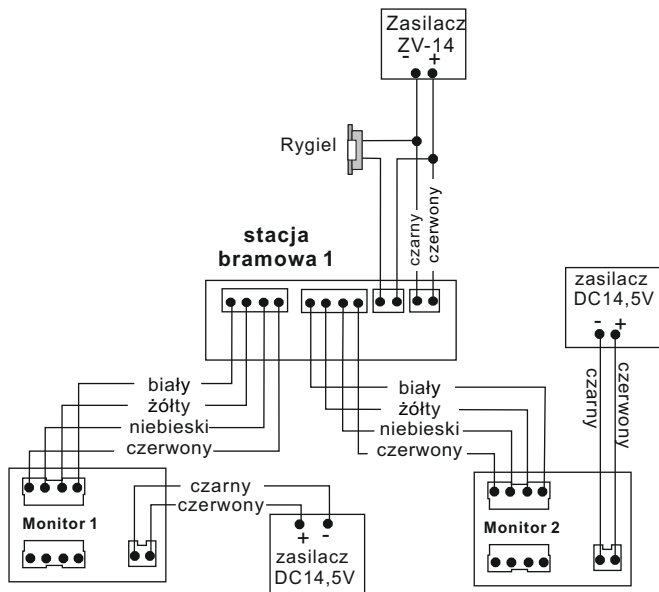 Zasilacz
ZV-14
- +
Rygiel
czarny
czerwony
stacja
bramowa 1
zasilacz
DC14,5V
- +
czarny
czerwony
biały
żółty
niebieski
czerwony
biały
żółty
niebieski
czerwony
Monitor 1
czarny
czerwony
+ -
zasilacz
DC14,5V
Monitor 2